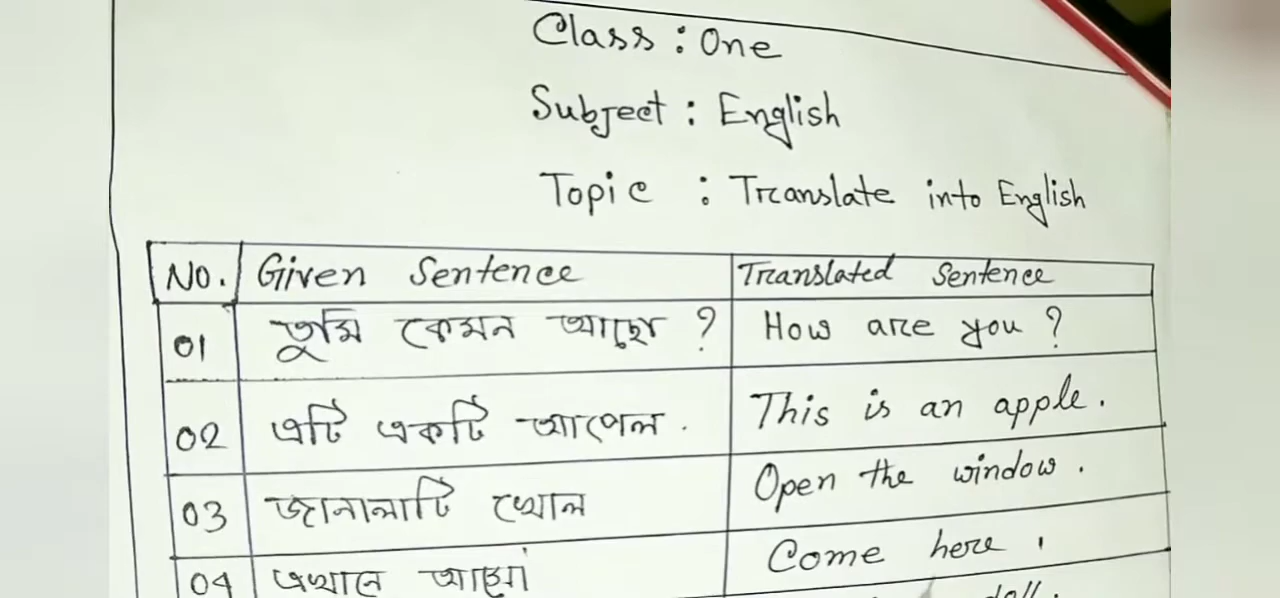 Class : One
Subject : English
Topic : Translate into English
No. Given Sentence Translated Sentence
01 তুমি কেমন আছো ? How are you ?
02 এটি একটি আপেল . This is an apple .
03 জানালাটি খোল Open the window .
04 এখানে আসো Come here .
doll .